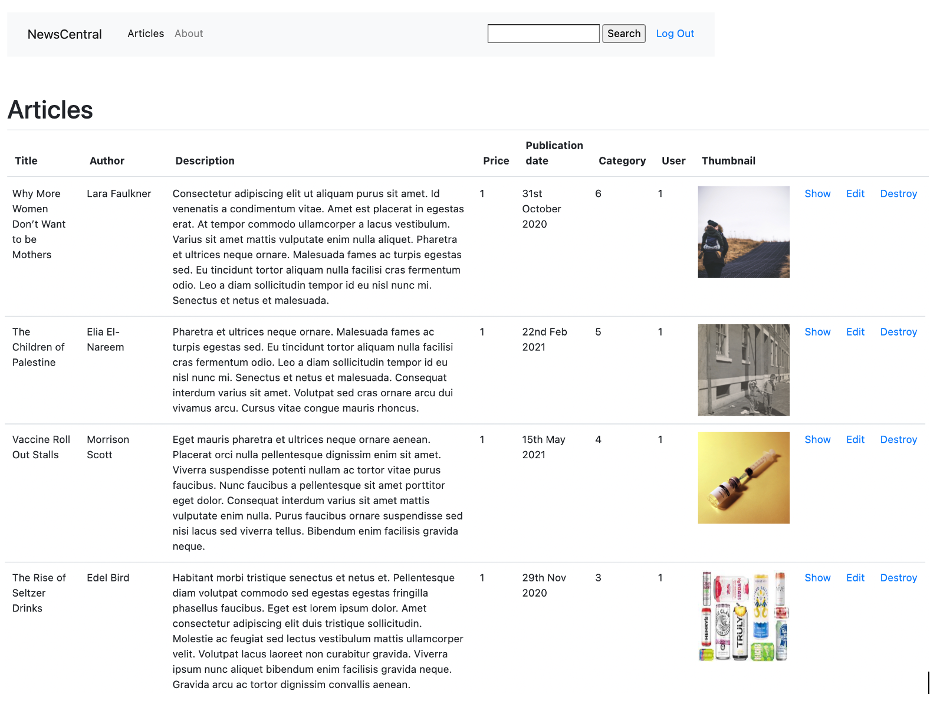 NewsCentral Articles About Search Log Out
Articles
Title Author Description Price Publication date Category User Thumbnail
Why More
Women
Don’t Want
to be
Mothers
Lara Faulkner
Consectetur adipiscing elit ut aliquam purus sit amet. Id
venenatis a condimentum vitae. Amet est placerat in egestas
erat. At tempor commodo ullamcorper a lacus vestibulum.
Varius sit amet mattis vulputate enim nulla aliquet. Pharetra
et ultrices neque ornare. Malesuada fames ac turpis egestas
sed. Eu tincidunt tortor aliquam nulla facilisi cras fermentum
odio. Leo a diam sollicitudin tempor id eu nisl nunc mi.
Senectus et netus et malesuada.
1
31st
October
2020
6
1
Show Edit Destroy
The
Children of
Palestine
Elia El-
Nareem
Pharetra et ultrices neque ornare. Malesuada fames ac
turpis egestas sed. Eu tincidunt tortor aliquam nulla facilisi
cras fermentum odio. Leo a diam sollicitudin tempor id eu
nisl nunc mi. Senectus et netus et malesuada. Consequat
interdum varius sit amet. Volutpat sed cras ornare arcu dui
vivamus arcu. Cursus vitae congue mauris rhoncus.
1
22nd Feb
2021
5
1
Show Edit Destroy
Vaccine Roll
Out Stalls
Morrison
Scott
Eget mauris pharetra et ultrices neque ornare aenean.
Placerat orci nulla pellentesque dignissim enim sit amet.
Viverra suspendisse potenti nullam ac tortor vitae purus
faucibus. Nunc faucibus a pellentesque sit amet porttitor
eget dolor. Consequat interdum varius sit amet mattis
vulputate enim nulla. Purus faucibus ornare suspendisse sed
nisi lacus sed viverra tellus. Bibendum enim facilisis gravida
neque.
1
15th May
2021
4
1
Show Edit Destroy
The Rise of
Seltzer
Drinks
Edel Bird
Habitant morbi tristique senectus et netus et. Pellentesque
diam volutpat commodo sed egestas egestas fringilla
phasellus faucibus. Eget est lorem ipsum dolor. Amet
consectetur adipiscing elit duis tristique sollicitudin.
Molestie ac feugiat sed lectus vestibulum mattis ullamcorper
velit. Volutpat lacus laoreet non curabitur gravida. Viverra
ipsum nunc aliquet bibendum enim facilisis gravida neque.
Gravida arcu ac tortor dignissim convallis aenean.
1
29th Nov
2020
3
1
TRULY
Show Edit Destroy